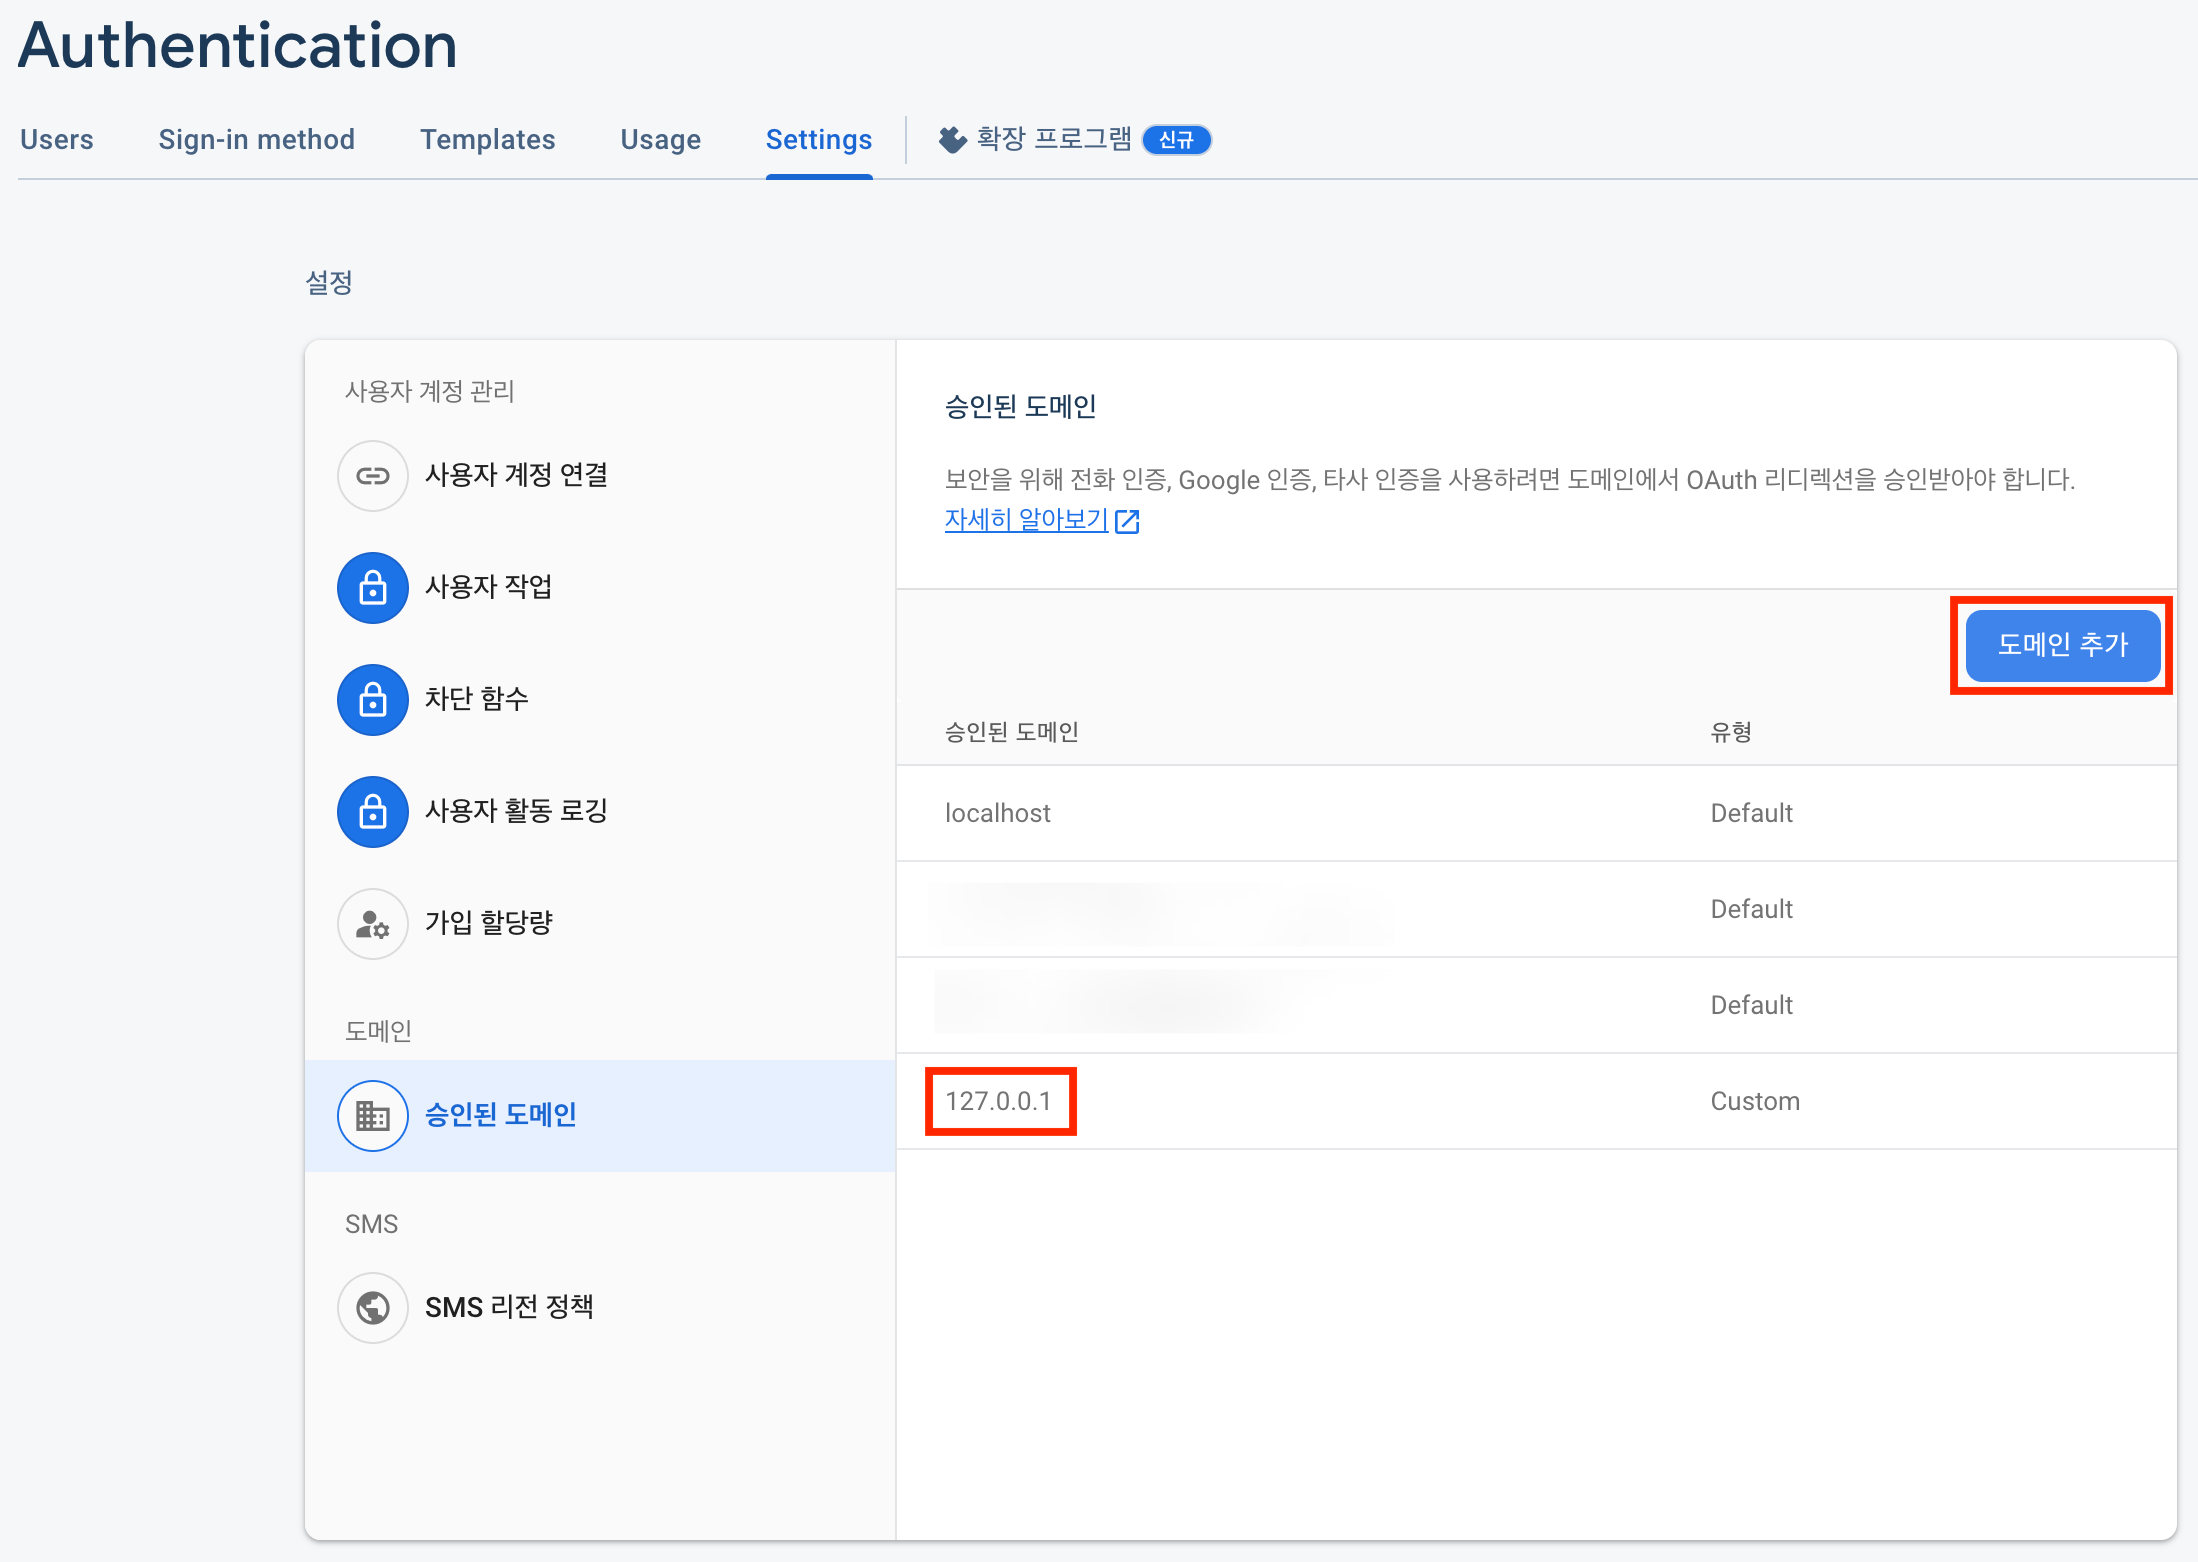 Authentication
Users
Sign-in method
Templates
Usage
Settings
확장 프로그램
신규
설정
사용자 계정 관리
사용자 계정 연결
사용자 작업
차단 함수
사용자 활동 로깅
가입 할당량
도메인
승인된 도메인
SMS
SMS 리전 정책
승인된 도메인
보안을 위해 전화 인증, Google 인증, 타사 인증을 사용하려면 도메인에서 OAuth 리디렉션을 승인받아야 합니다.
자세히 알아보기
도메인 추가
승인된 도메인 유형
localhost Default
Default
Default
127.0.0.1 Custom